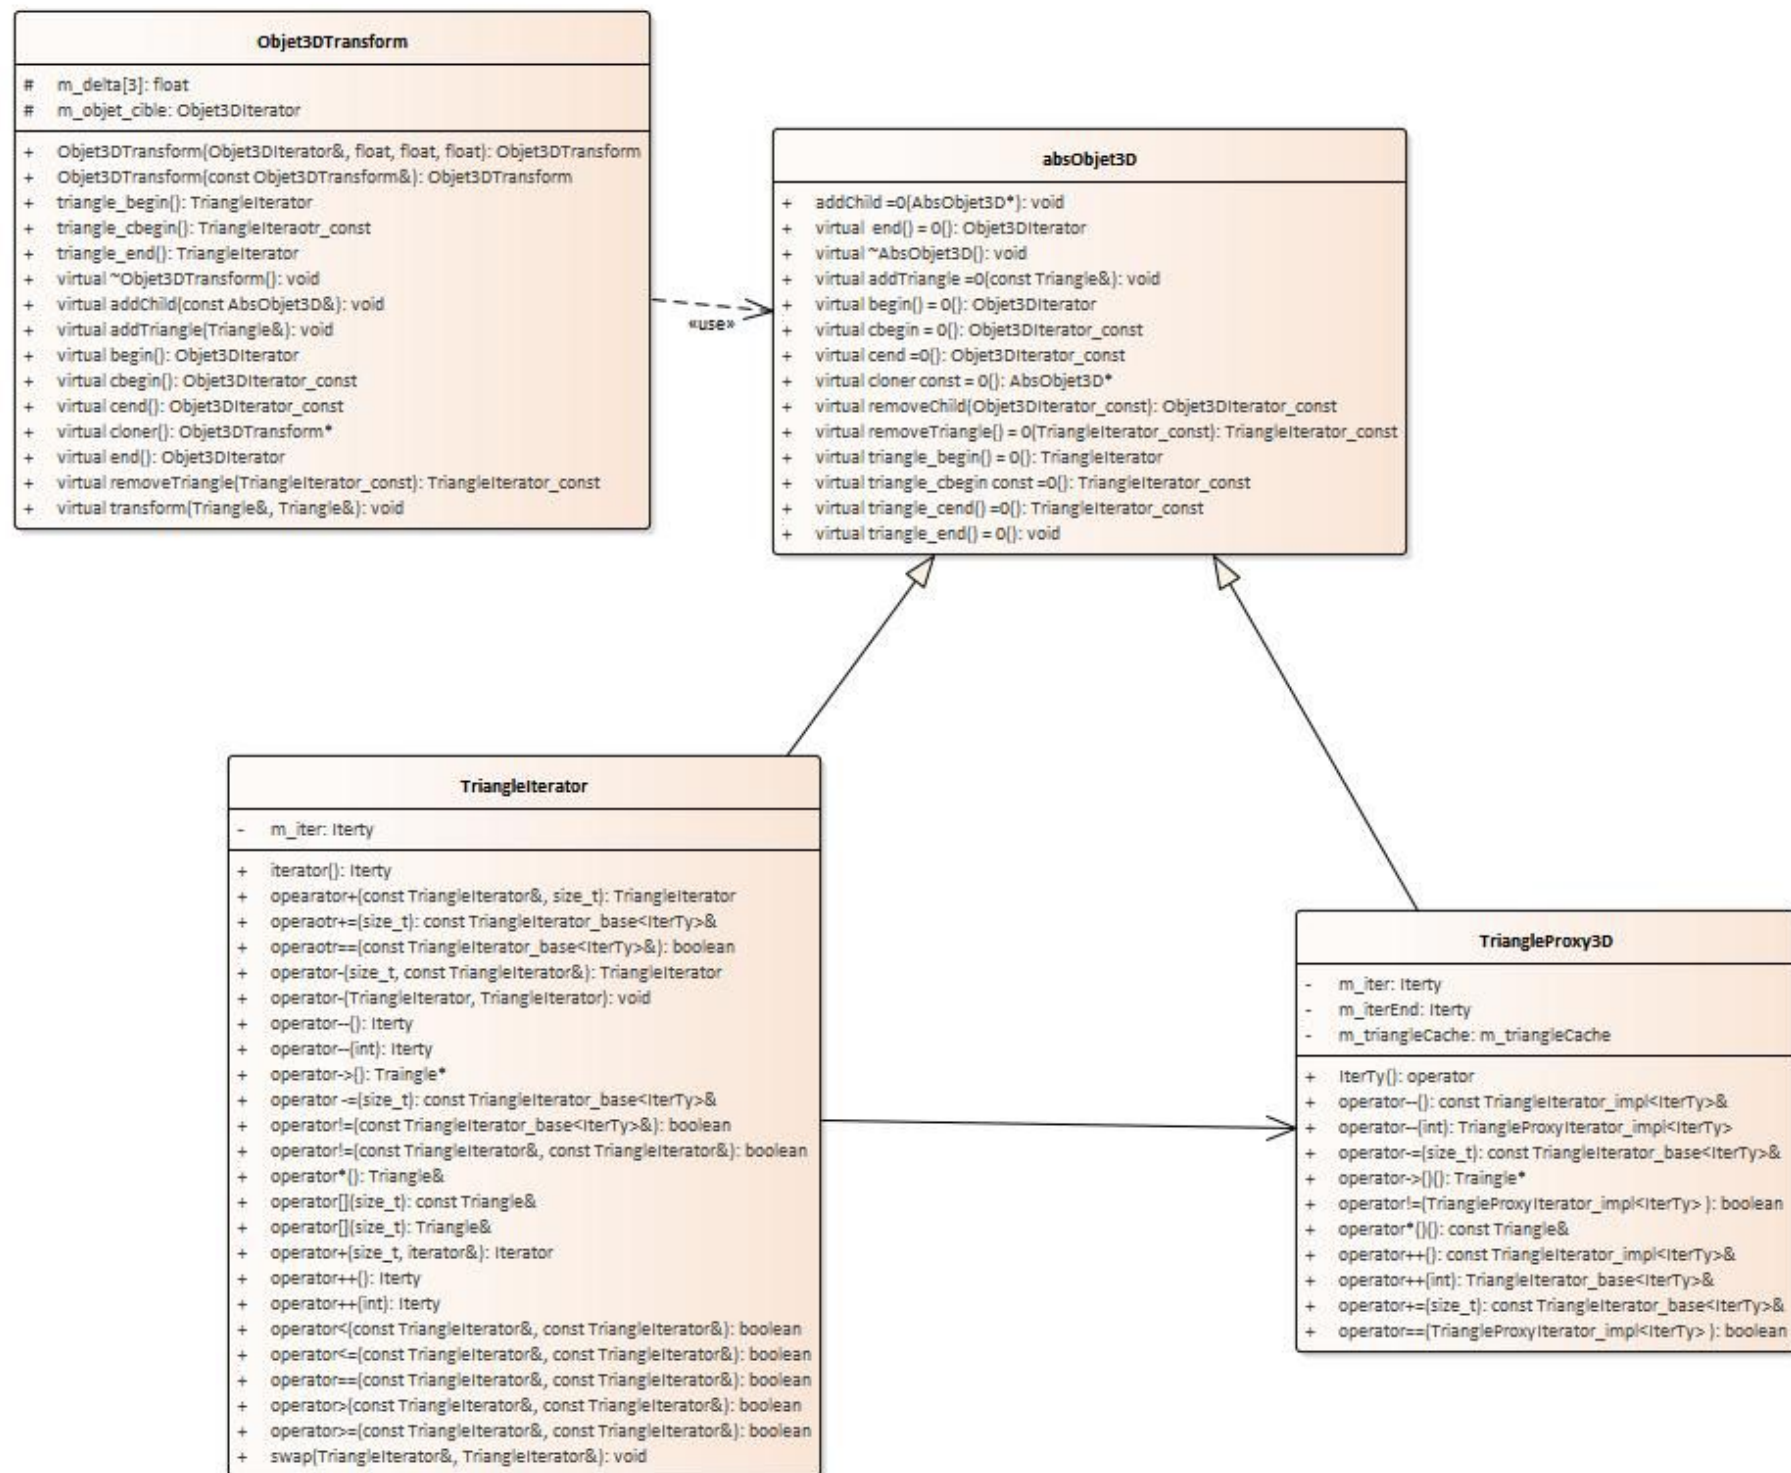 Objet3DTransform
# m_delta[3]: float
# m_objet_cible: Objet3DIterator
+ Objet3DTransform(Objet3DIterator&, float, float, float): Objet3DTransform
+ Objet3DTransform(const Objet3DTransform&): Objet3DTransform
+ triangle_begin(): TriangleIterator
+ triangle_cbegin(): TriangleIteraotr_const
+ triangle_end(): TriangleIterator
+ virtual ~Objet3DTransform(): void
+ virtual addChild(const AbsObjet3D&): void
+ virtual addTriangle(Triangle&): void
+ virtual begin(): Objet3DIterator
+ virtual cbegin(): Objet3DIterator_const
+ virtual cend(): Objet3DIterator_const
+ virtual cloner(): Objet3DTransform*
+ virtual end(): Objet3DIterator
+ virtual removeTriangle(TriangleIterator_const): TriangleIterator_const
+ virtual transform(Triangle&, Triangle&): void
«use»
absObjet3D
+ addChild =0(AbsObjet3D*): void
+ virtual end() = 0(): Objet3DIterator
+ virtual ~AbsObjet3D(): void
+ virtual addTriangle =0(const Triangle&): void
+ virtual begin() = 0(): Objet3DIterator
+ virtual cbegin = 0(): Objet3DIterator_const
+ virtual cend =0(): Objet3DIterator_const
+ virtual cloner const = 0(): AbsObjet3D*
+ virtual removeChild(Objet3DIterator_const): Objet3DIterator_const
+ virtual removeTriangle() = 0(TriangleIterator_const): TriangleIterator_const
+ virtual triangle_begin() = 0(): TriangleIterator
+ virtual triangle_cbegin const =0(): TriangleIterator_const
+ virtual triangle_cend() =0(): TriangleIterator_const
+ virtual triangle_end() = 0(): void
TriangleIterator
- m_iter: Iterty
+ iterator(): Iterty
+ opearator+(const TriangleIterator&, size_t): TriangleIterator
+ operaotr+=(size_t): const TriangleIterator_base<IterTy>&
+ operaotr==(const TriangleIterator_base<IterTy>&): boolean
+ operator-(size_t, const TriangleIterator&): TriangleIterator
+ operator-(TriangleIterator, TriangleIterator): void
+ operator--(): Iterty
+ operator--(int): Iterty
+ operator->(): Traingle*
+ operator -=(size_t): const TriangleIterator_base<IterTy>&
+ operator!=(const TriangleIterator_base<IterTy>&): boolean
+ operator!=(const TriangleIterator&, const TriangleIterator&): boolean
+ operator*(): Triangle&
+ operator[](size_t): const Triangle&
+ operator[](size_t): Triangle&
+ operator+(size_t, iterator&): Iterator
+ operator++(): Iterty
+ operator++(int): Iterty
+ operator<(const TriangleIterator&, const TriangleIterator&): boolean
+ operator<=(const TriangleIterator&, const TriangleIterator&): boolean
+ operator==(const TriangleIterator&, const TriangleIterator&): boolean
+ operator>(const TriangleIterator&, const TriangleIterator&): boolean
+ operator>=(const TriangleIterator&, const TriangleIterator&): boolean
+ swap(TriangleIterator&, TriangleIterator&): void
TriangleProxy3D
- m_iter: Iterty
- m_iterEnd: Iterty
- m_triangleCache: m_triangleCache
+ IterTy(): operator
+ operator--(): const TriangleIterator_impl<IterTy>&
+ operator--(int): TriangleProxyIterator_impl<IterTy>
+ operator-=(size_t): const TriangleIterator_base<IterTy>&
+ operator->()(): Traingle*
+ operator!=(TriangleProxyIterator_impl<IterTy> ): boolean
+ operator*()(): const Triangle&
+ operator++(): const TriangleIterator_impl<IterTy>&
+ operator++(int): TriangleIterator_base<IterTy>&
+ operator+=(size_t): const TriangleIterator_base<IterTy>&
+ operator==(TriangleProxyIterator_impl<IterTy> ): boolean